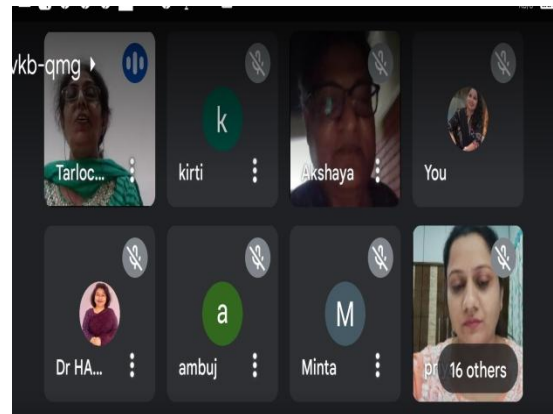 vkb-qmg
Tarloc...
k
kirti
Akshaya
You
Dr HA...
a
ambuj
M
Minta
16 others